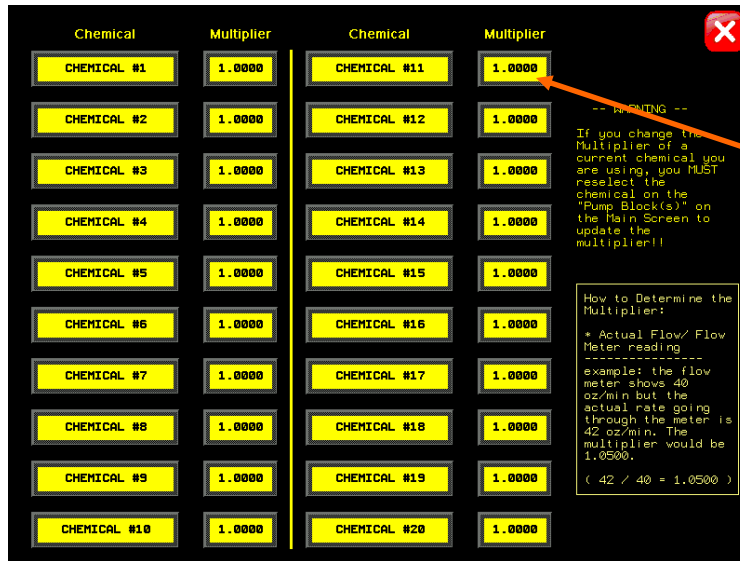 Chemical Multiplier Chemical Multiplier
CHEMICAL #1 1.0000 CHEMICAL #11 1.0000
CHEMICAL #2 1.0000 CHEMICAL #12 1.0000
CHEMICAL #3 1.0000 CHEMICAL #13 1.0000
CHEMICAL #4 1.0000 CHEMICAL #14 1.0000
CHEMICAL #5 1.0000 CHEMICAL #15 1.0000
CHEMICAL #6 1.0000 CHEMICAL #16 1.0000
CHEMICAL #7 1.0000 CHEMICAL #17 1.0000
CHEMICAL #8 1.0000 CHEMICAL #18 1.0000
CHEMICAL #9 1.0000 CHEMICAL #19 1.0000
CHEMICAL #10 1.0000 CHEMICAL #20 1.0000
X
-- WARNING --
If you change the
Multiplier of a
current chemical you
are using, you MUST
reselect the
chemical on the
"Pump Block(s)" on
the Main Screen to
update the
multiplier!!
How to Determine the
Multiplier:
* Actual Flow/ Flow
Meter reading
----------------
example: the flow
meter shows 40
oz/min but the
actual rate going
through the meter is
42 oz/min. The
multiplier would be
1.0500.
( 42 / 40 = 1.0500 )